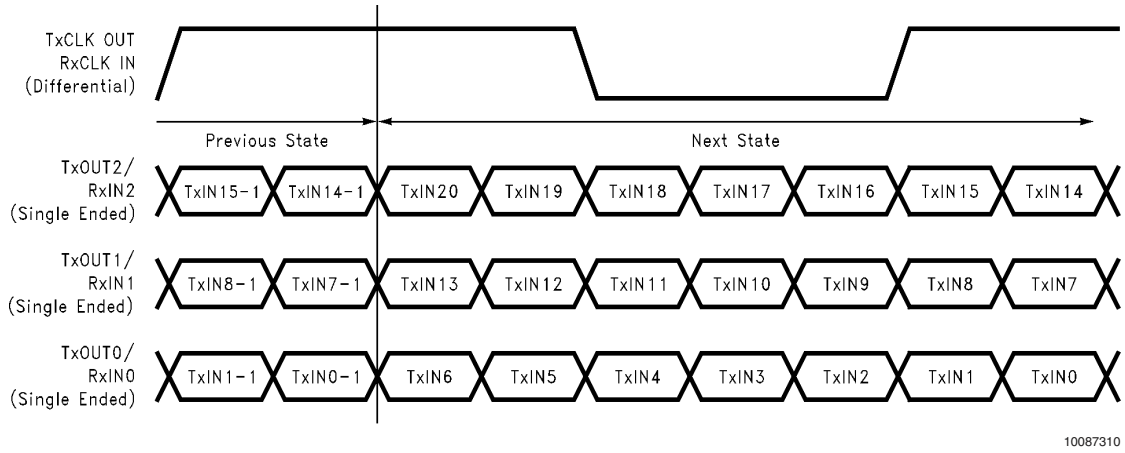 TxCLK OUT
RxCLK IN
(Differential)
Previous State
Next State
TxOUT2/
RxIN2
(Single Ended)
TxIN15-1 TxIN14-1 TxIN20 TxIN19 TxIN18 TxIN17 TxIN16 TxIN15 TxIN14
TxOUT1/
RxIN1
(Single Ended)
TxIN8-1 TxIN7-1 TxIN13 TxIN12 TxIN11 TxIN10 TxIN9 TxIN8 TxIN7
TxOUT0/
RxIN0
(Single Ended)
TxIN1-1 TxIN0-1 TxIN6 TxIN5 TxIN4 TxIN3 TxIN2 TxIN1 TxIN0
10087310